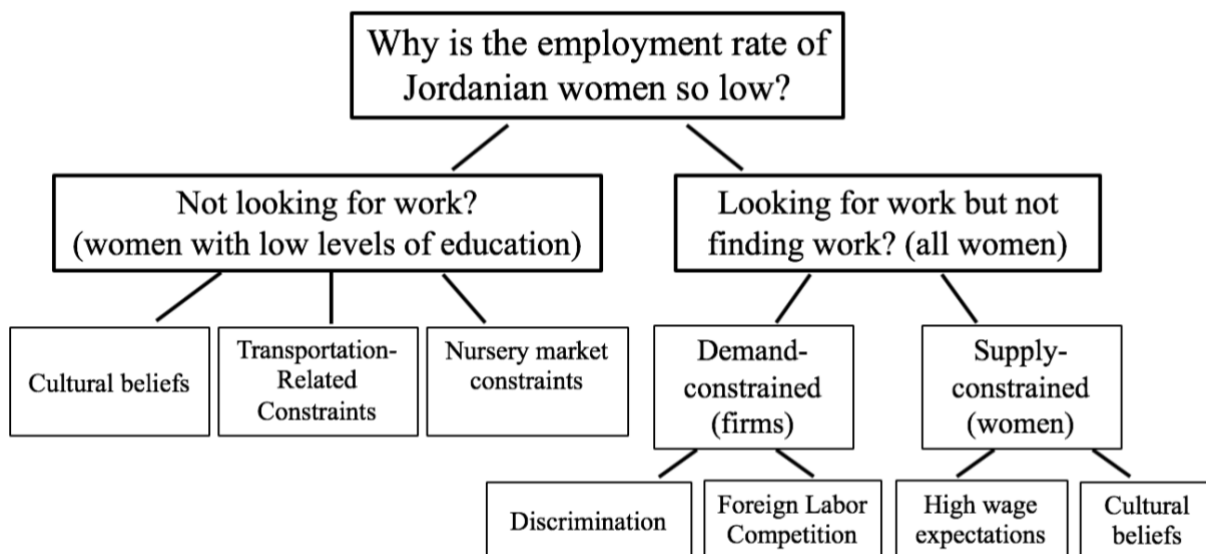 Why is the employment rate of
Jordanian women so low?
Not looking for work?
(women with low levels of education)
Looking for work but not
finding work? (all women)
Cultural beliefs
Transportation-
Related
Constraints
Nursery market
constraints
Demand-
constrained
(firms)
Supply-
constrained
(women)
Discrimination
Foreign Labor
Competition
High wage
expectations
Cultural
beliefs